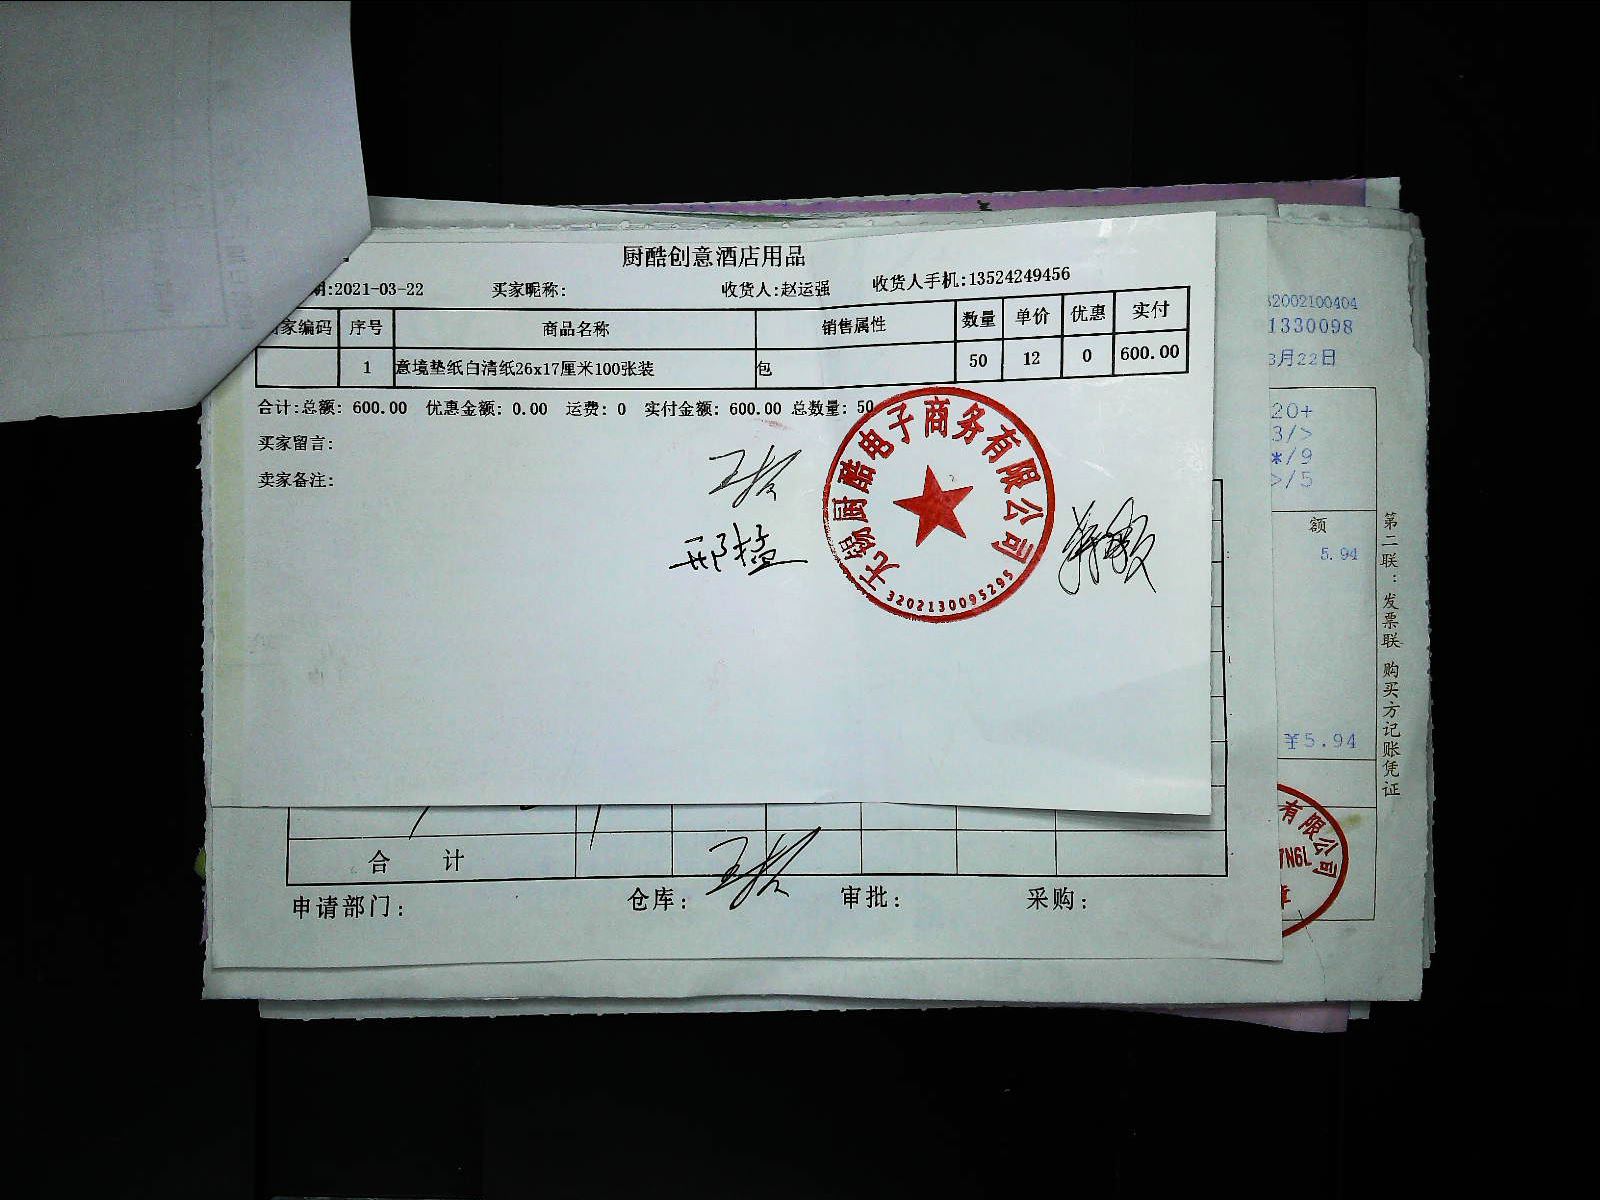 厨酷创意酒店用品
期:2021-03-22 买家昵称: 收货人:赵运强 收货人手机:13524249456
家编码 序号 商品名称 销售属性 数量 单价 优惠 实付
1 意境垫纸白清纸26x17厘米100张装 包 50 12 0 600.00
合计:总额: 600.00 优惠金额: 0.00 运费: 0 实付金额: 600.00 总数量: 50
买家留言:
卖家备注:
无锡厨酷电子商务有限公司
3202130095295
合 计
申请部门: 仓库: 审批: 采购:
32002100404
1330098
3月22日
20+
3/>
*/9
>/5
额
5.94
¥5.94
第二联：发票联 购买方记账凭证
有限公司
7N6L
章